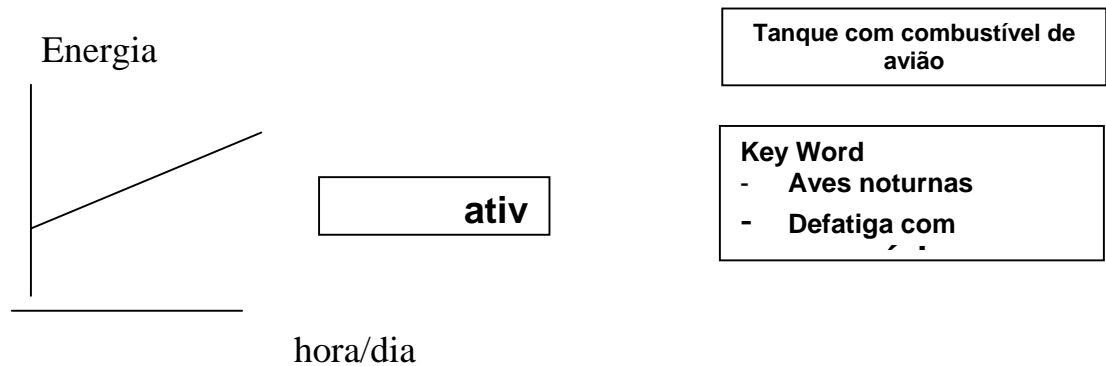 Energia
hora/dia
ativ
Tanque com combustível de
avião
Key Word
- Aves noturnas
- Defatiga com